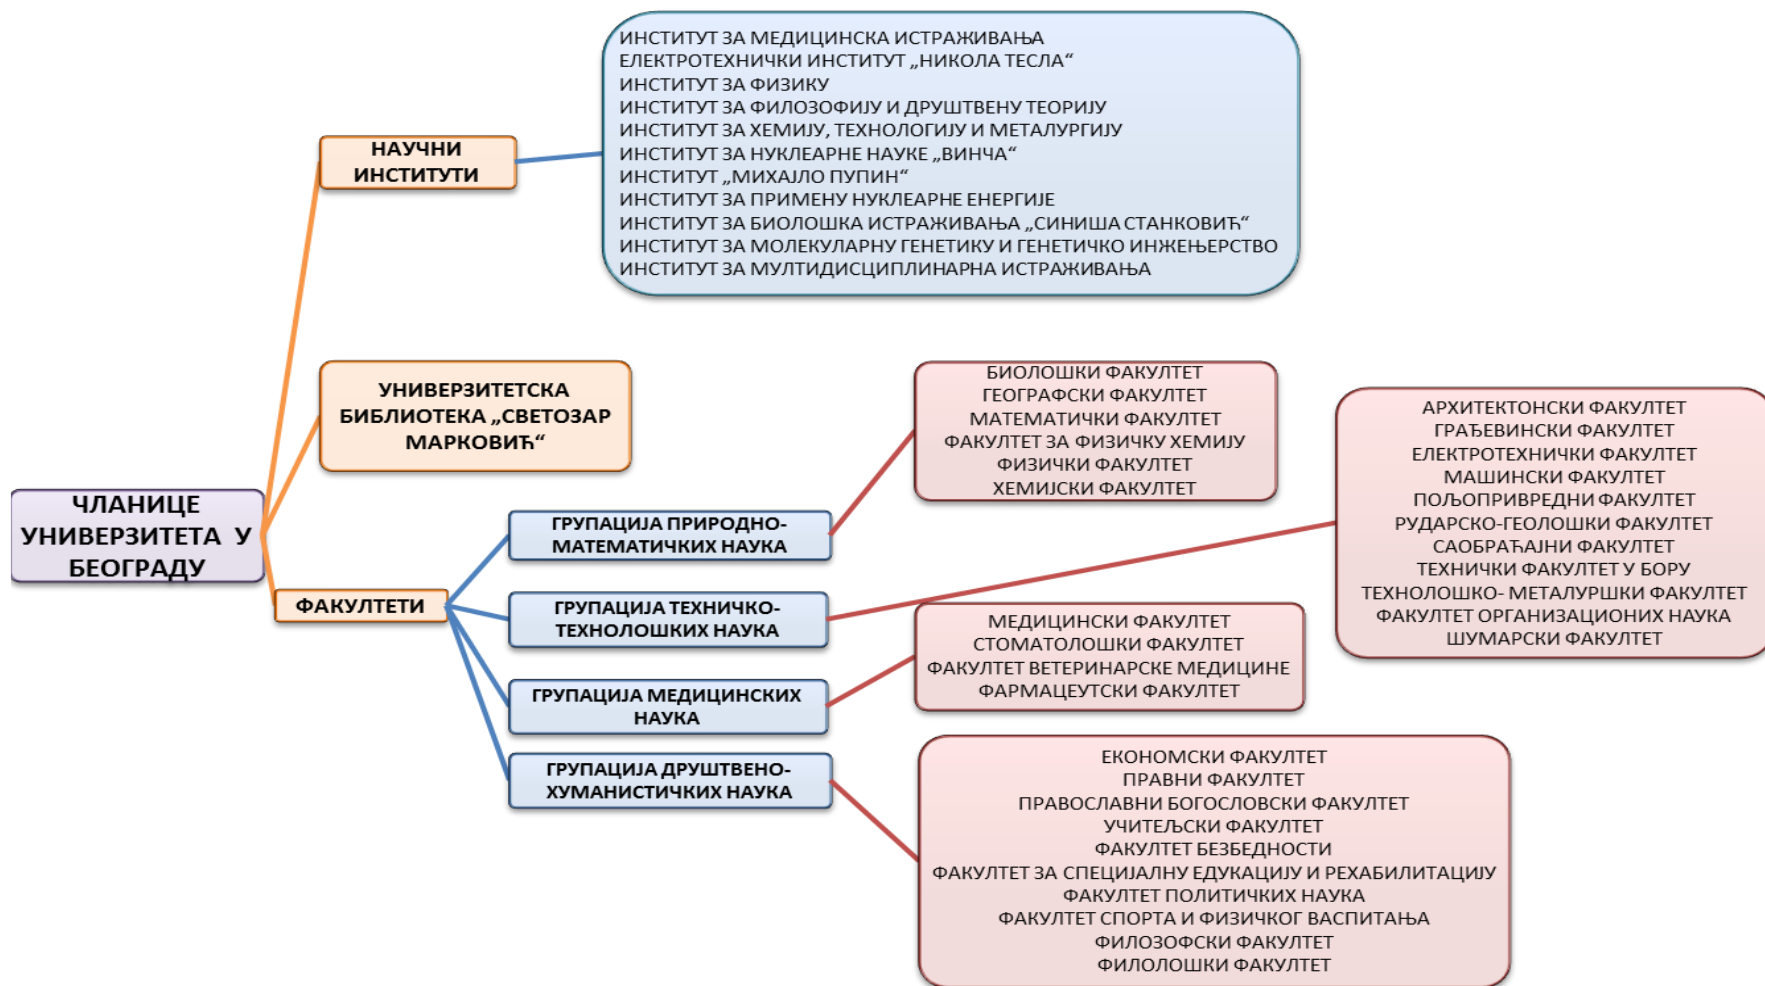 ИНСТИТУТ ЗА МЕДИЦИНСКА ИСТРАЖИВАЊА
ЕЛЕКТРОТЕХНИЧКИ ИНСТИТУТ „НИКОЛА ТЕСЛА“
ИНСТИТУТ ЗА ФИЗИКУ
ИНСТИТУТ ЗА ФИЛОЗОФИЈУ И ДРУШТВЕНУ ТЕОРИЈУ
ИНСТИТУТ ЗА ХЕМИЈУ, ТЕХНОЛОГИЈУ И МЕТАЛУРГИЈУ
ИНСТИТУТ ЗА НУКЛЕАРНЕ НАУКЕ „ВИНЧА“
ИНСТИТУТ „МИХАЈЛО ПУПИН“
ИНСТИТУТ ЗА ПРИМЕНУ НУКЛЕАРНЕ ЕНЕРГИЈЕ
ИНСТИТУТ ЗА БИОЛОШКА ИСТРАЖИВАЊА „СИНИША СТАНКОВИЋ“
ИНСТИТУТ ЗА МОЛЕКУЛАРНУ ГЕНЕТИКУ И ГЕНЕТИЧКО ИНЖЕЊЕРСТВО
ИНСТИТУТ ЗА МУЛТИДИСЦИПЛИНАРНА ИСТРАЖИВАЊА
НАУЧНИ
ИНСТИТУТИ
УНИВЕРЗИТЕТСКА
БИБЛИОТЕКА „СВЕТОЗАР
МАРКОВИЋ“
ЧЛАНИЦЕ
УНИВЕРЗИТЕТА У
БЕОГРАДУ
ФАКУЛТЕТИ
ГРУПАЦИЈА ПРИРОДНО-
МАТЕМАТИЧКИХ НАУКА
ГРУПАЦИЈА ТЕХНИЧКО-
ТЕХНОЛОШКИХ НАУКА
ГРУПАЦИЈА МЕДИЦИНСКИХ
НАУКА
ГРУПАЦИЈА ДРУШТВЕНО-
ХУМАНИСТИЧКИХ НАУКА
БИОЛОШКИ ФАКУЛТЕТ
ГЕОГРАФСКИ ФАКУЛТЕТ
МАТЕМАТИЧКИ ФАКУЛТЕТ
ФАКУЛТЕТ ЗА ФИЗИЧКУ ХЕМИЈУ
ФИЗИЧКИ ФАКУЛТЕТ
ХЕМИЈСКИ ФАКУЛТЕТ
АРХИТЕКТОНСКИ ФАКУЛТЕТ
ГРАЂЕВИНСКИ ФАКУЛТЕТ
ЕЛЕКТРОТЕХНИЧКИ ФАКУЛТЕТ
МАШИНСКИ ФАКУЛТЕТ
ПОЉОПРИВРЕДНИ ФАКУЛТЕТ
РУДАРСКО-ГЕОЛОШКИ ФАКУЛТЕТ
САОБРАЋАЈНИ ФАКУЛТЕТ
ТЕХНИЧКИ ФАКУЛТЕТ У БОРУ
ТЕХНОЛОШКО- МЕТАЛУРШКИ ФАКУЛТЕТ
ФАКУЛТЕТ ОРГАНИЗАЦИОНИХ НАУКА
ШУМАРСКИ ФАКУЛТЕТ
МЕДИЦИНСКИ ФАКУЛТЕТ
СТОМАТОЛОШКИ ФАКУЛТЕТ
ФАКУЛТЕТ ВЕТЕРИНАРСКЕ МЕДИЦИНЕ
ФАРМАЦЕУТСКИ ФАКУЛТЕТ
ЕКОНОМСКИ ФАКУЛТЕТ
ПРАВНИ ФАКУЛТЕТ
ПРАВОСЛАВНИ БОГОСЛОВСКИ ФАКУЛТЕТ
УЧИТЕЉСКИ ФАКУЛТЕТ
ФАКУЛТЕТ БЕЗБЕДНОСТИ
ФАКУЛТЕТ ЗА СПЕЦИЈАЛНУ ЕДУКАЦИЈУ И РЕХАБИЛИТАЦИЈУ
ФАКУЛТЕТ ПОЛИТИЧКИХ НАУКА
ФАКУЛТЕТ СПОРТА И ФИЗИЧКОГ ВАСПИТАЊА
ФИЛОЗОФСКИ ФАКУЛТЕТ
ФИЛОЛОШКИ ФАКУЛТЕТ